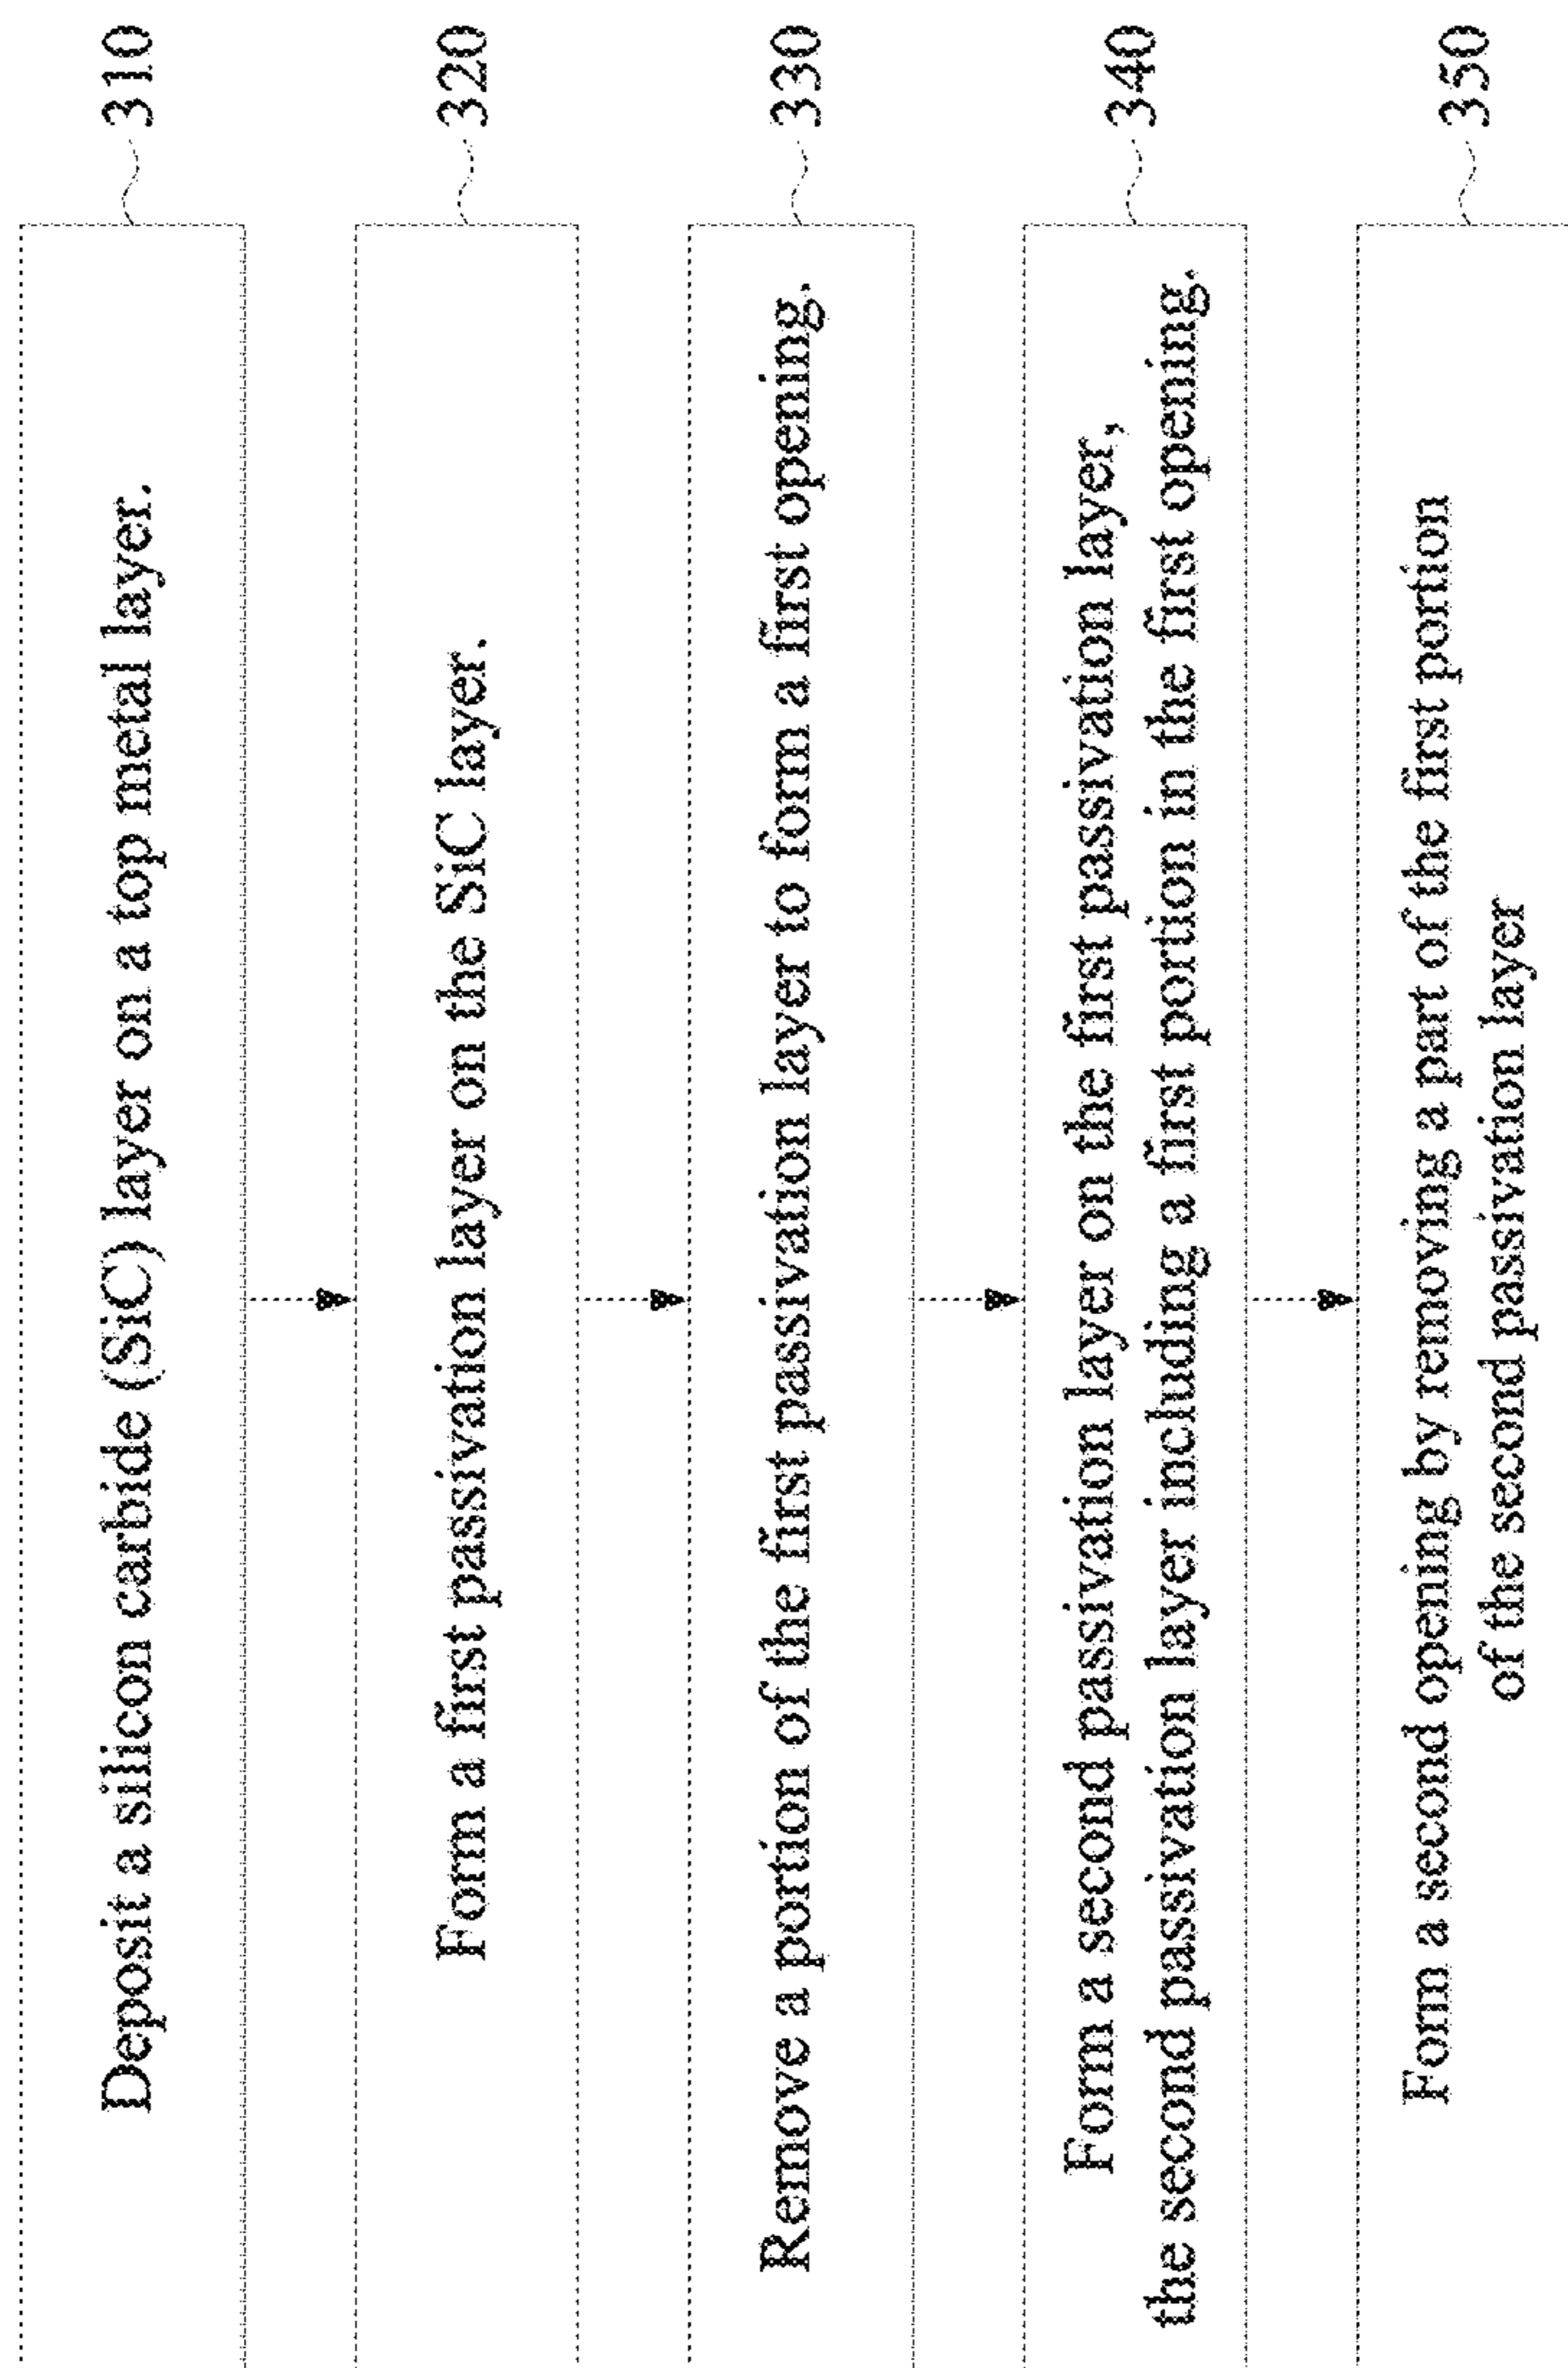 Deposit a silicon carbide (SiC) layer on a top metal layer.
310
Form a first passivation layer on the SiC layer.
320
Remove a portion of the first passivation layer to form a first opening.
330
Form a second passivation layer on the first passivation layer,
the second passivation layer including a first portion in the first opening.
340
Form a second opening by removing a part of the first portion
of the second passivation layer
350